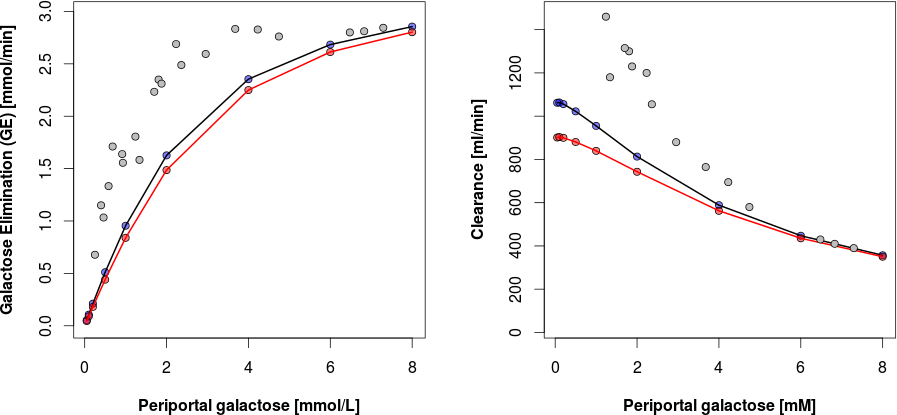 Galactose Elimination (GE) [mmol/min]
3.0
2.5
2.0
1.5
1.0
0.5
0.0
0 2 4 6 8
Periportal galactose [mmol/L]
Clearance [ml/min]
1200
800
600
400
200
0
0 2 4 6 8
Periportal galactose [mM]